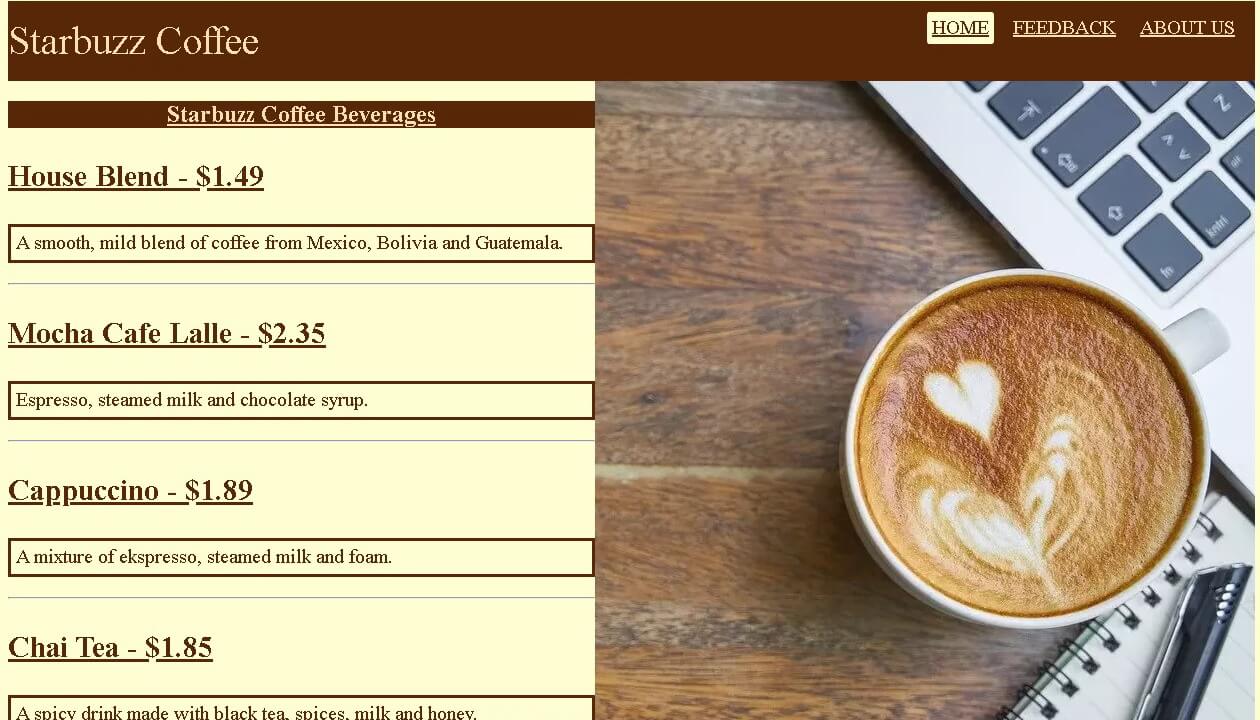 Starbuzz Coffee
HOME FEEDBACK ABOUT US
Starbuzz Coffee Beverages
House Blend - $1.49
A smooth, mild blend of coffee from Mexico, Bolivia and Guatemala.
Mocha Cafe Lalle - $2.35
Espresso, steamed milk and chocolate syrup.
Cappuccino - $1.89
A mixture of ekspresso, steamed milk and foam.
Chai Tea - $1.85
A spicy drink made with black tea, spices, milk and honey.
Z
kntrl
fn